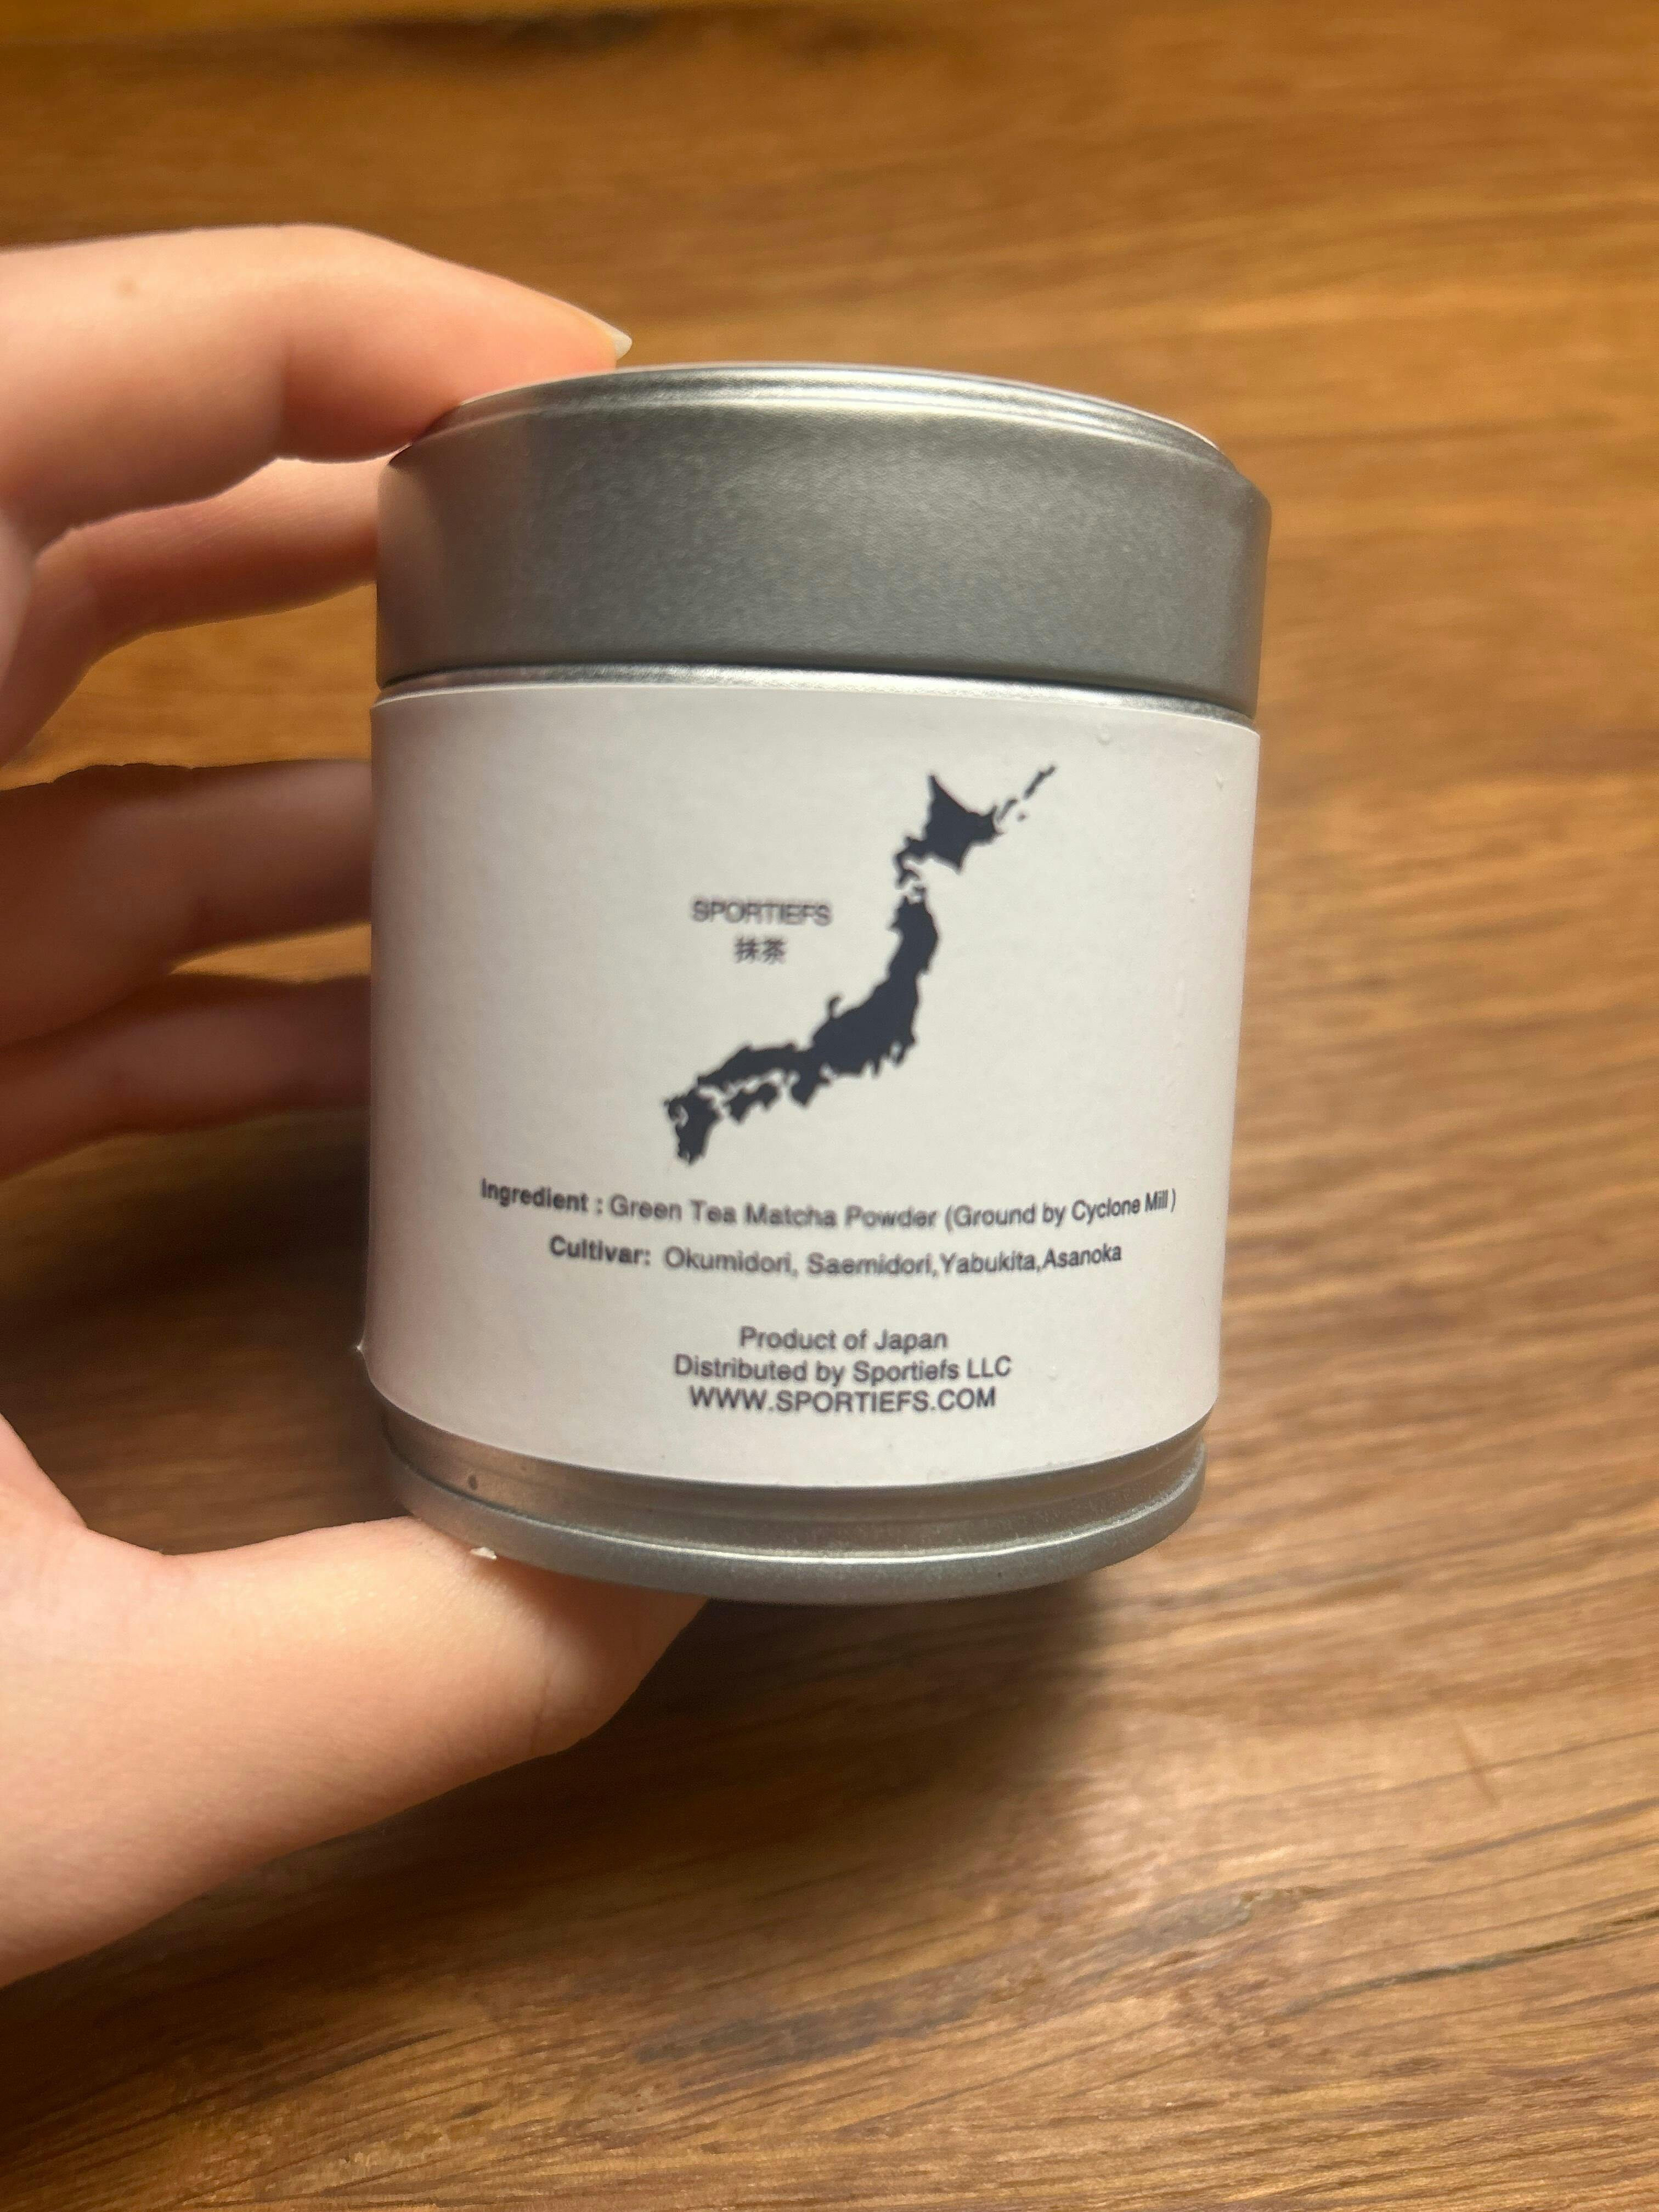 SPORTIEFS
抹茶
Ingredient : Green Tea Matcha Powder (Ground by Cyclone Mill )
Cultivar: Okumidori, Saemidori,Yabukita,Asanoka
Product of Japan
Distributed by Sportiefs LLC
WWW.SPORTIEFS.COM